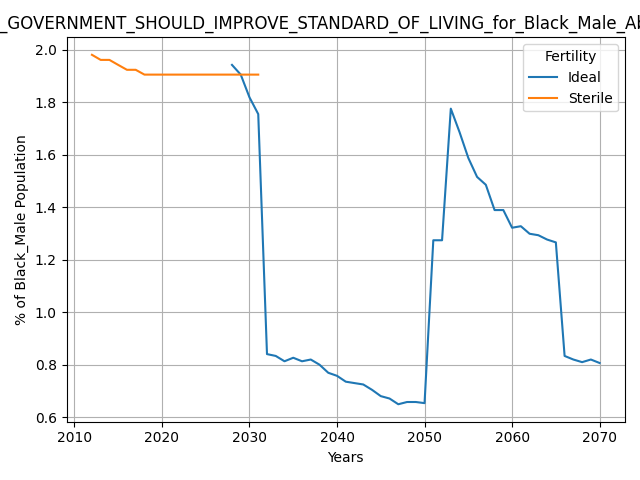 _GOVERNMENT_SHOULD_IMPROVE_STANDARD_OF_LIVING_for_Black_Male_Ab
% of Black_Male Population
2.0
1.8
1.6
1.4
1.2
1.0
0.8
0.6
Fertility
Ideal
Sterile
2010 2020 2030 2040 2050 2060 2070
Years